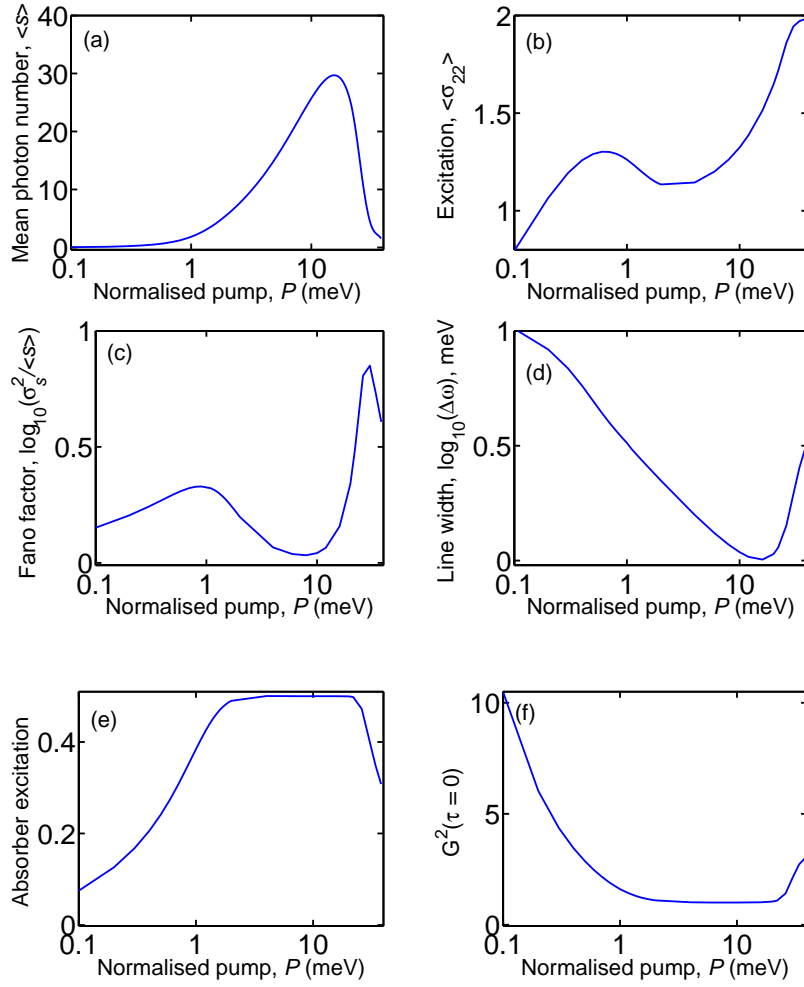 (a)
Mean photon number, <s>
40
30
20
10
0
0.1
1
10
Normalised pump, P (meV)
(b)
Excitation, <σ22>
2
1.5
1
0.1
1
10
Normalised pump, P (meV)
(c)
Fano factor, log10(σs2/<s>)
1
0.5
0
0.1
1
10
Normalised pump, P (meV)
(d)
Line width, log10(Δω), meV
1
0.5
0
0.1
1
10
Normalised pump, P (meV)
(e)
Absorber excitation
0.4
0.2
0
0.1
1
10
Normalised pump, P (meV)
(f)
G2(τ = 0)
10
5
0
0.1
1
10
Normalised pump, P (meV)